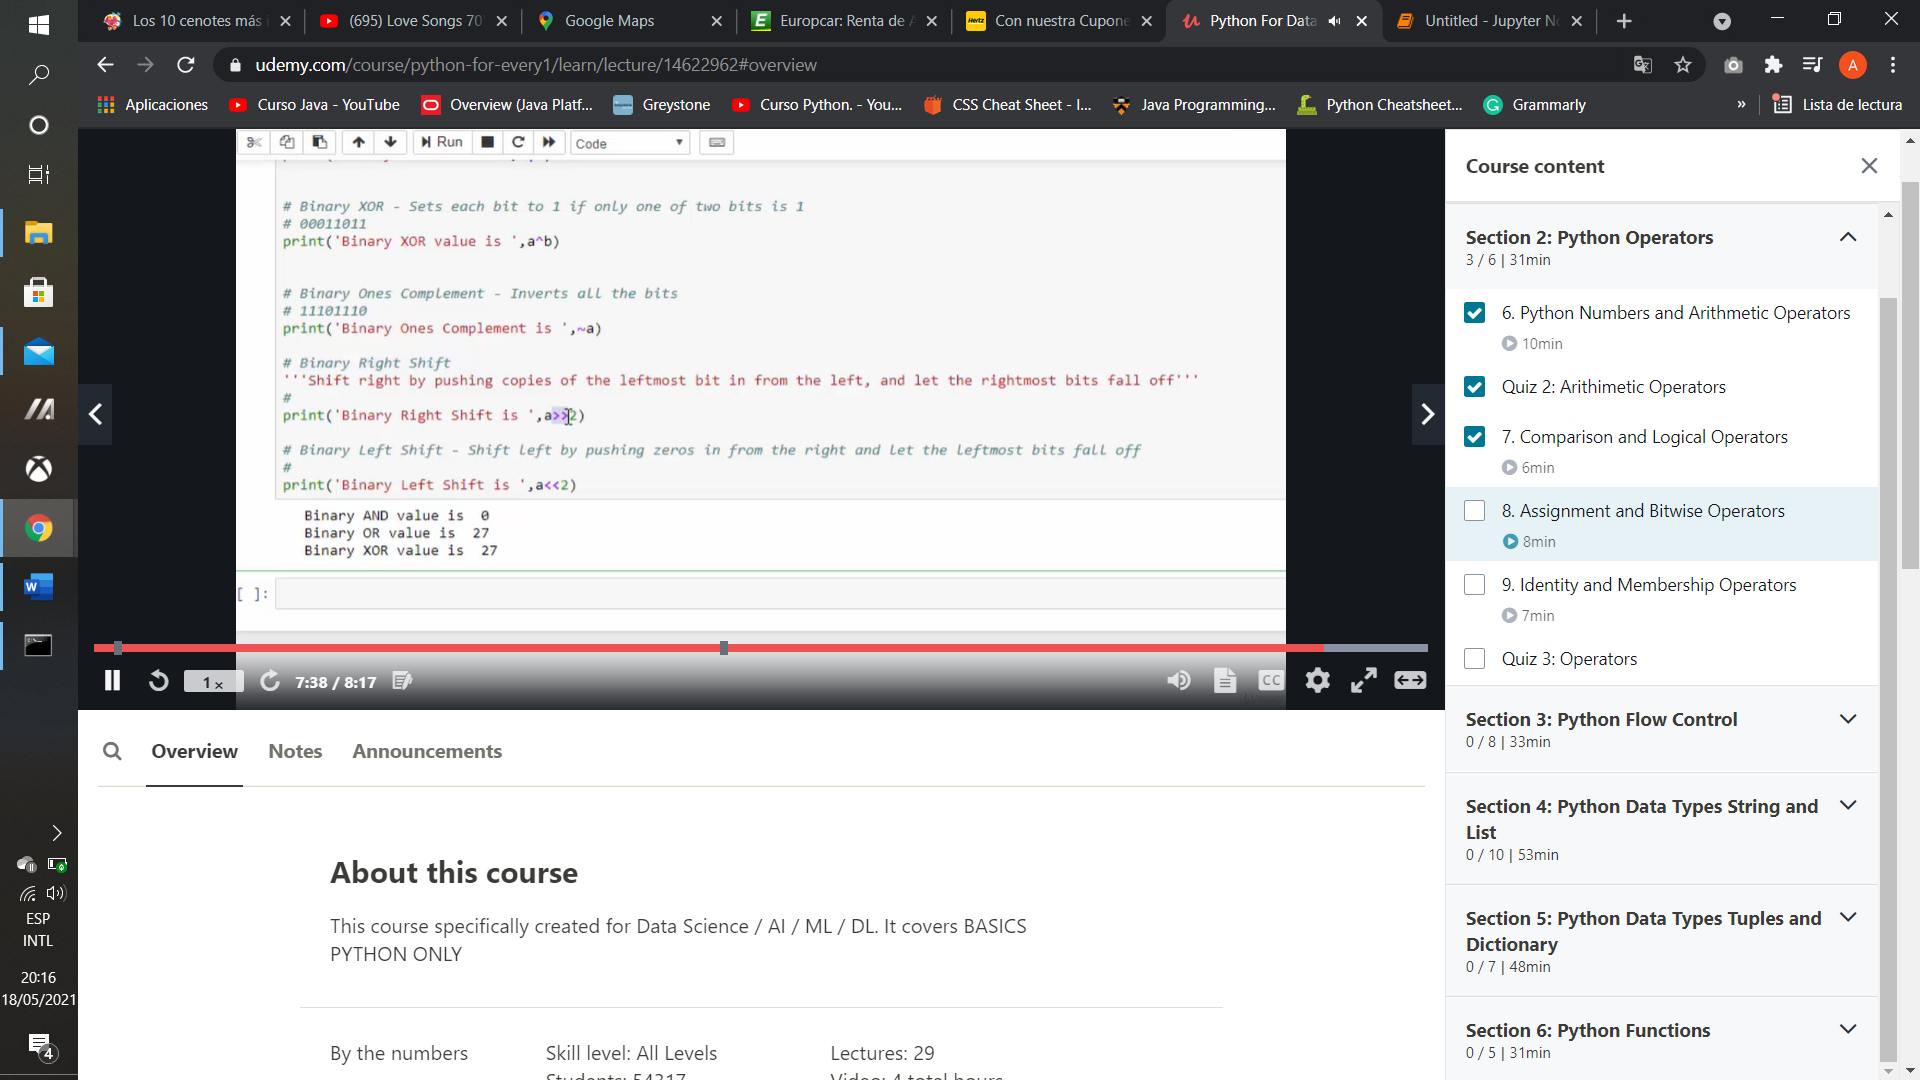 Los 10 cenotes más
(695) Love Songs 70
Google Maps
Europcar: Renta de A
Hertz
Con nuestra Cupone
Python For Data
Untitled - Jupyter No
udemy.com/course/python-for-every1/learn/lecture/14622962#overview
A
Aplicaciones
Curso Java - YouTube
Overview (Java Platf...
Greystone
Curso Python. - You...
CSS Cheat Sheet - I...
Java Programming...
Python Cheatsheet...
Grammarly
»
Lista de lectura
Run
Code
# Binary XOR - Sets each bit to 1 if only one of two bits is 1
# 00011011
print('Binary XOR value is ',a^b)
# Binary Ones Complement - Inverts all the bits
# 11101110
print('Binary Ones Complement is ',~a)
# Binary Right Shift
'''Shift right by pushing copies of the leftmost bit in from the left, and let the rightmost bits fall off'''
#
print('Binary Right Shift is ',a>>2)
# Binary Left Shift - Shift left by pushing zeros in from the right and let the leftmost bits fall off
#
print('Binary Left Shift is ',a<<2)
Binary AND value is  0
Binary OR value is  27
Binary XOR value is  27
[ ]:
1 x
7:38 / 8:17
CC
Overview
Notes
Announcements
About this course
This course specifically created for Data Science / AI / ML / DL. It covers BASICS
PYTHON ONLY
By the numbers
Skill level: All Levels
Lectures: 29
Students: 54317
Video: 4 total hours
Course content
Section 2: Python Operators
3 / 6 | 31min
6. Python Numbers and Arithmetic Operators
10min
Quiz 2: Arithimetic Operators
7. Comparison and Logical Operators
6min
8. Assignment and Bitwise Operators
8min
9. Identity and Membership Operators
7min
Quiz 3: Operators
Section 3: Python Flow Control
0 / 8 | 33min
Section 4: Python Data Types String and
List
0 / 10 | 53min
Section 5: Python Data Types Tuples and
Dictionary
0 / 7 | 48min
Section 6: Python Functions
0 / 5 | 31min
ESP
INTL
20:16
18/05/2021
4